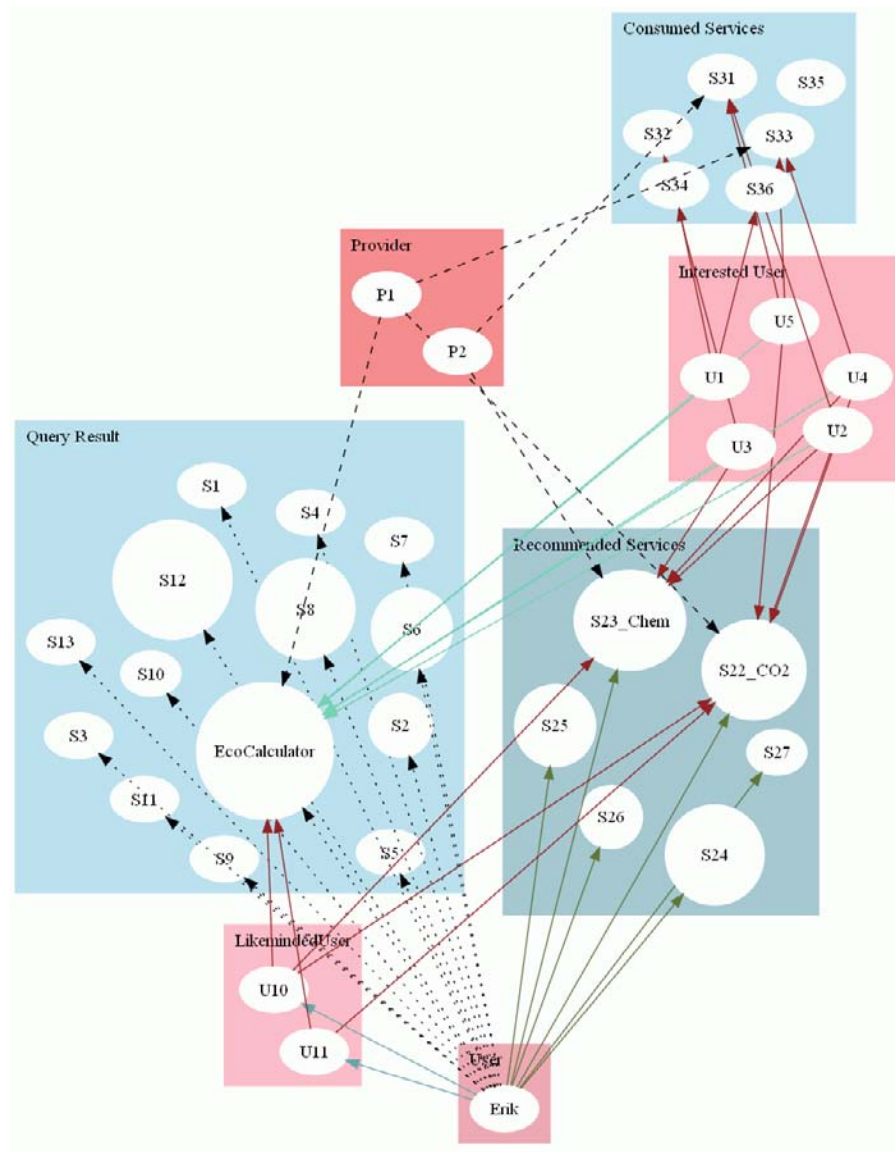 Consumed Services
S31
S35
S32
S33
S34
S36
Provider
P1
P2
Interested User
U5
U1
U4
U2
U3
Query Result
S1
S4
S7
S12
S8
S6
S13
S10
EcoCalculator
S2
S3
S11
S9
S5
Recommended Services
S23_Chem
S22_CO2
S25
S27
S26
S24
LikemindedUser
U10
U11
User
Erik